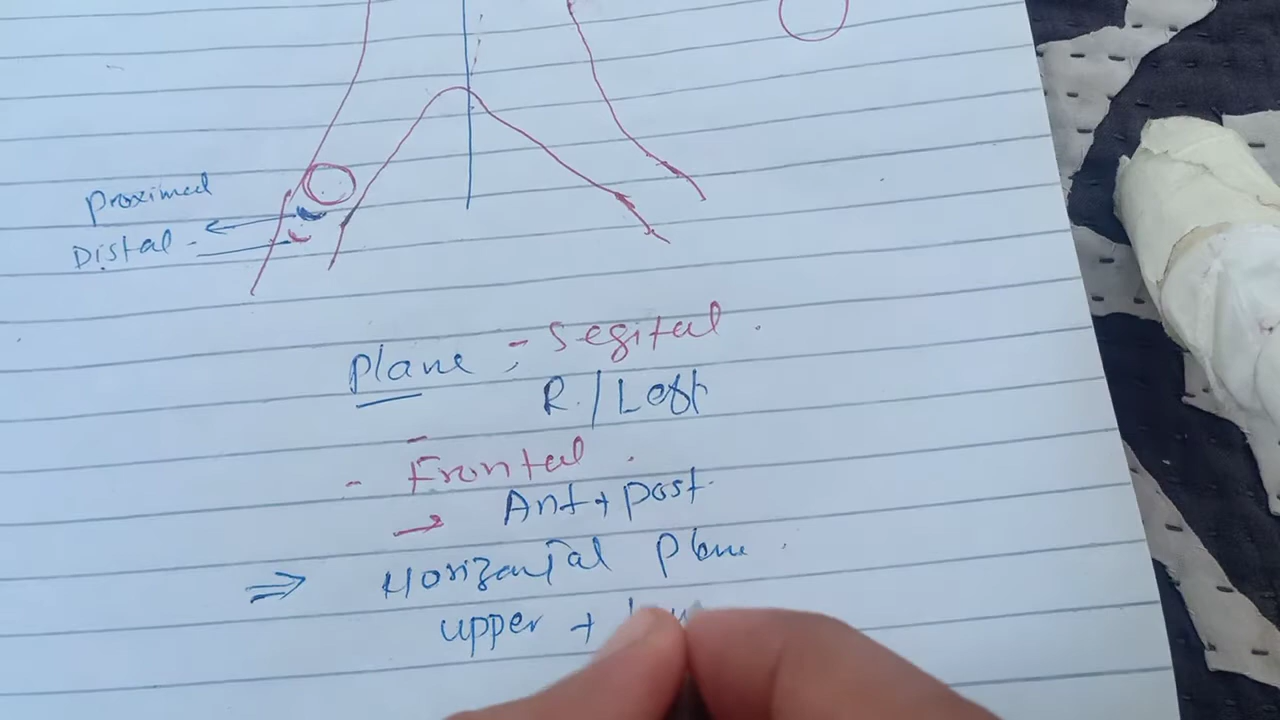 Proximal
Distal -
Plane ; - Segital .
R. / Left
- Frontal .
→ Ant + post.
⇒ Horizontal Plane .
upper +